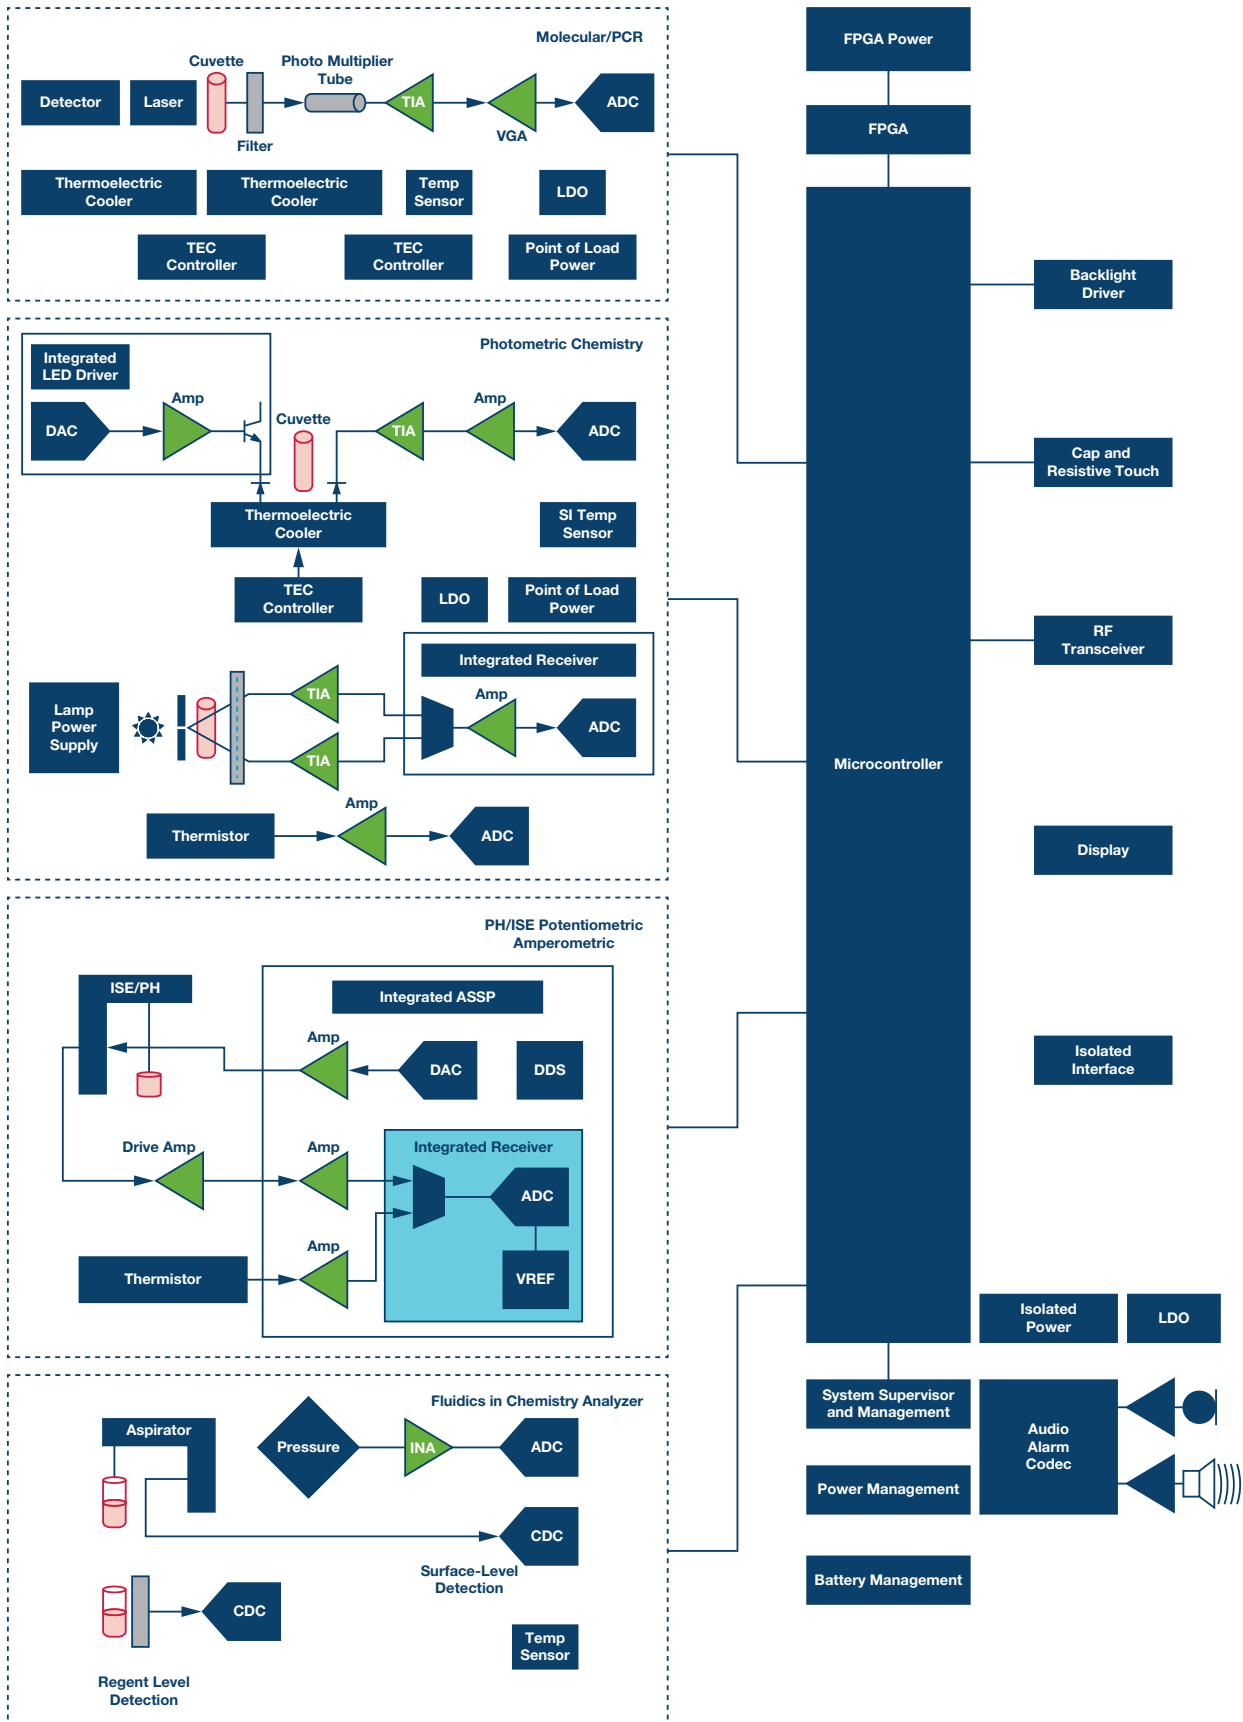 Molecular/PCR
Cuvette
Photo Multiplier
Tube
Detector
Laser
TIA
ADC
VGA
Filter
Thermoelectric
Cooler
Thermoelectric
Cooler
Temp
Sensor
LDO
TEC
Controller
TEC
Controller
Point of Load
Power
Photometric Chemistry
Integrated
LED Driver
Amp
Amp
Cuvette
DAC
TIA
ADC
Thermoelectric
Cooler
SI Temp
Sensor
TEC
Controller
LDO
Point of Load
Power
Integrated Receiver
Lamp
Power
Supply
TIA
Amp
ADC
TIA
Amp
Thermistor
ADC
PH/ISE Potentiometric
Amperometric
ISE/PH
Integrated ASSP
Amp
DAC
DDS
Drive Amp
Amp
Integrated Receiver
ADC
Amp
Thermistor
VREF
Fluidics in Chemistry Analyzer
Aspirator
Pressure
INA
ADC
CDC
Surface-Level
Detection
CDC
Temp
Sensor
Regent Level
Detection
FPGA Power
FPGA
Microcontroller
Backlight
Driver
Cap and
Resistive Touch
RF
Transceiver
Display
Isolated
Interface
Isolated
Power
LDO
System Supervisor
and Management
Audio
Alarm
Codec
Power Management
Battery Management